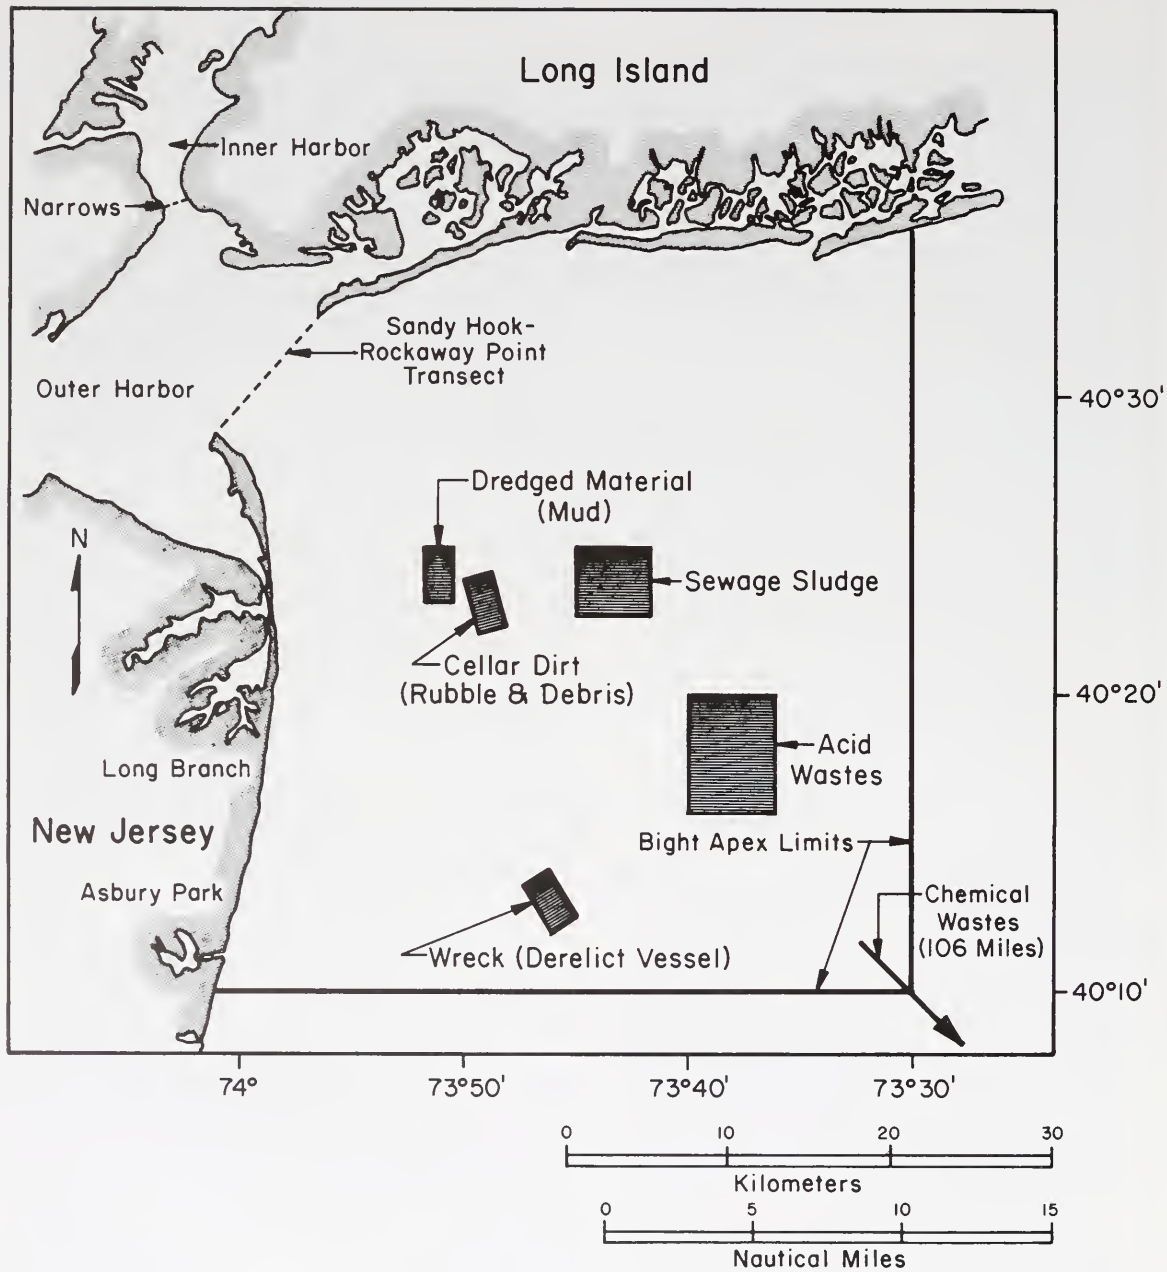 Long Island
Inner Harbor
Narrows
Sandy Hook-
Rockaway Point
Transect
Outer Harbor
40°30'
Dredged Material
(Mud)
N
Sewage Sludge
Cellar Dirt
(Rubble & Debris)
40°20'
Acid
Wastes
Long Branch
New Jersey
Bight Apex Limits
Asbury Park
Chemical
Wastes
(106 Miles)
Wreck (Derelict Vessel)
40°10'
74°
73°50'
73°40'
73°30'
0 10 20 30
Kilometers
0 5 10 15
Nautical Miles